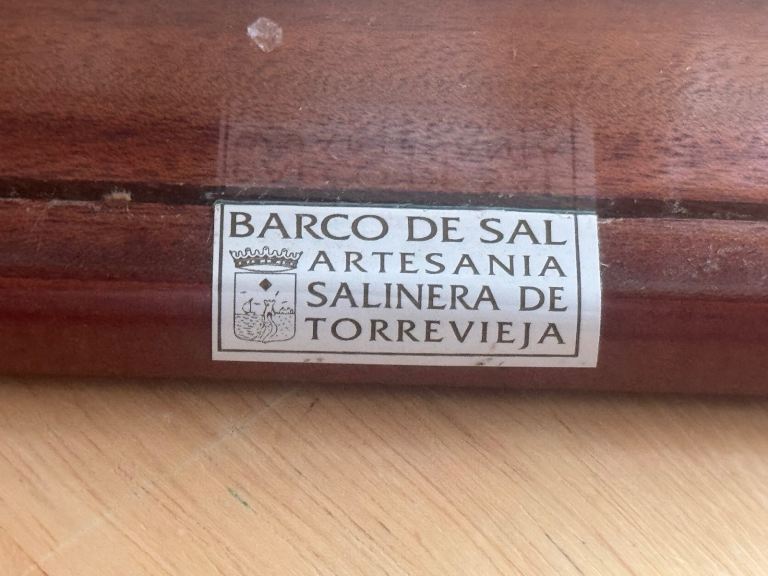 BARCO DE SAL
ARTESANIA
SALINERA DE
TORREVIEJA